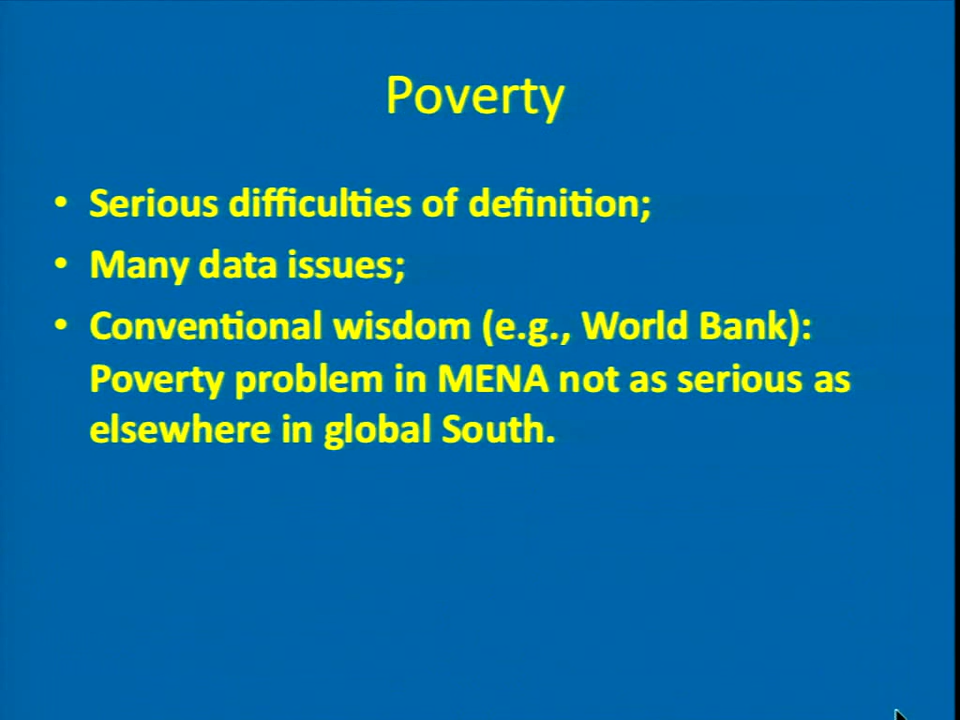 Poverty
• Serious difficulties of definition;
• Many data issues;
• Conventional wisdom (e.g., World Bank):
Poverty problem in MENA not as serious as
elsewhere in global South.